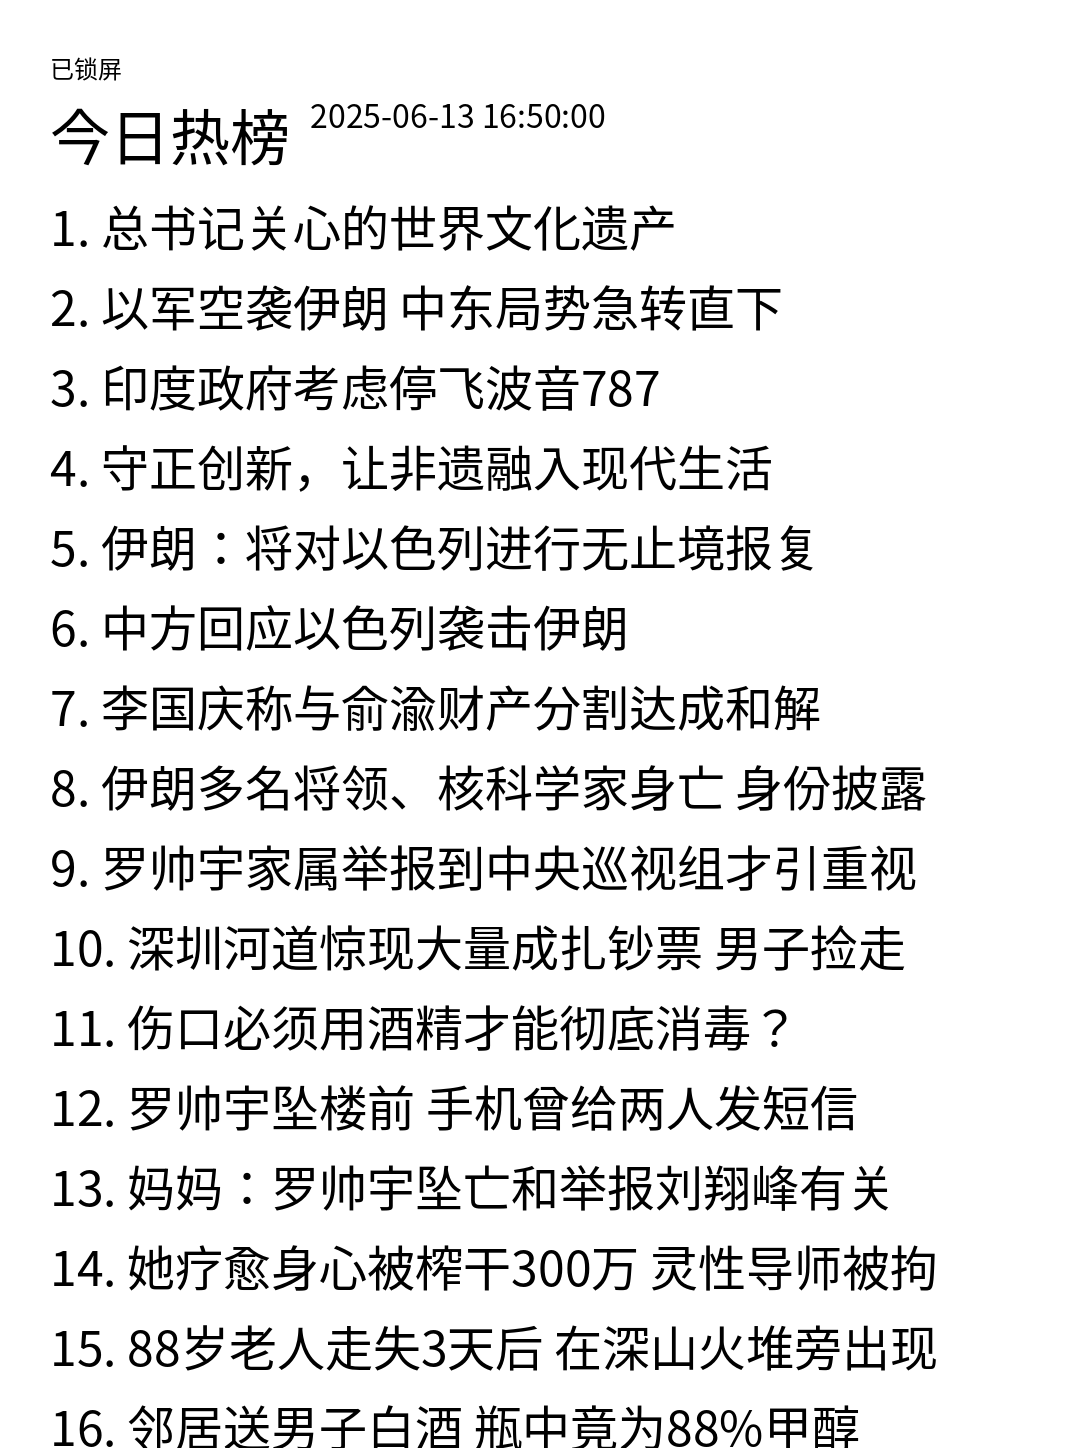 已锁屏
今日热榜 2025-06-13 16:50:00
1. 总书记关心的世界文化遗产
2. 以军空袭伊朗 中东局势急转直下
3. 印度政府考虑停飞波音787
4. 守正创新，让非遗融入现代生活
5. 伊朗：将对以色列进行无止境报复
6. 中方回应以色列袭击伊朗
7. 李国庆称与俞渝财产分割达成和解
8. 伊朗多名将领、核科学家身亡 身份披露
9. 罗帅宇家属举报到中央巡视组才引重视
10. 深圳河道惊现大量成扎钞票 男子捡走
11. 伤口必须用酒精才能彻底消毒？
12. 罗帅宇坠楼前 手机曾给两人发短信
13. 妈妈：罗帅宇坠亡和举报刘翔峰有关
14. 她疗愈身心被榨干300万 灵性导师被拘
15. 88岁老人走失3天后 在深山火堆旁出现
16. 邻居送男子白酒 瓶中竟为88%甲醇